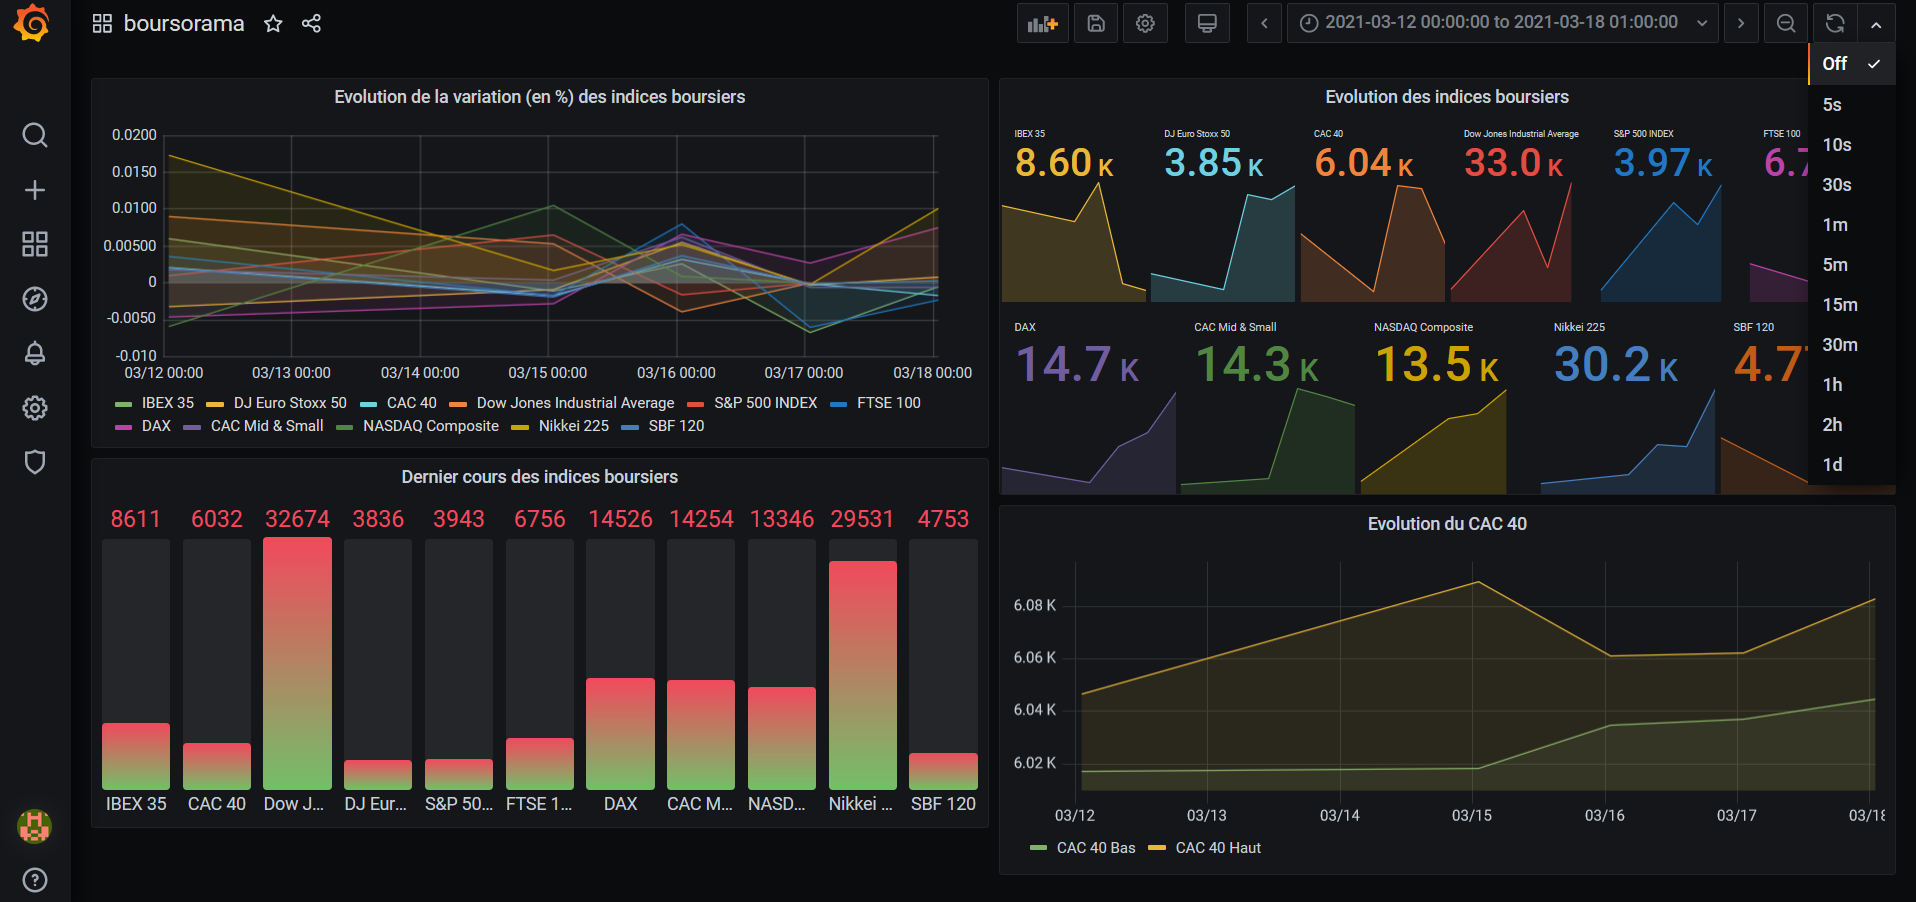 boursorama
2021-03-12 00:00:00 to 2021-03-18 01:00:00
Off
5s
10s
30s
1m
5m
15m
30m
1h
2h
1d
Evolution de la variation (en %) des indices boursiers
0.0200
0.0150
0.0100
0.00500
0
-0.0050
-0.010
03/12 00:00 03/13 00:00 03/14 00:00 03/15 00:00 03/16 00:00 03/17 00:00 03/18 00:00
IBEX 35 DJ Euro Stoxx 50 CAC 40 Dow Jones Industrial Average S&P 500 INDEX FTSE 100
DAX CAC Mid & Small NASDAQ Composite Nikkei 225 SBF 120
Evolution des indices boursiers
IBEX 35 DJ Euro Stoxx 50 CAC 40 Dow Jones Industrial Average S&P 500 INDEX FTSE 100
8.60 K 3.85 K 6.04 K 33.0 K 3.97 K 6.7
DAX CAC Mid & Small NASDAQ Composite Nikkei 225 SBF 120
14.7 K 14.3 K 13.5 K 30.2 K 4.7
Dernier cours des indices boursiers
8611 6032 32674 3836 3943 6756 14526 14254 13346 29531 4753
IBEX 35 CAC 40 Dow J... DJ Eur... S&P 50... FTSE 1... DAX CAC M... NASD... Nikkei ... SBF 120
Evolution du CAC 40
6.08 K
6.06 K
6.04 K
6.02 K
03/12 03/13 03/14 03/15 03/16 03/17 03/18
CAC 40 Bas CAC 40 Haut